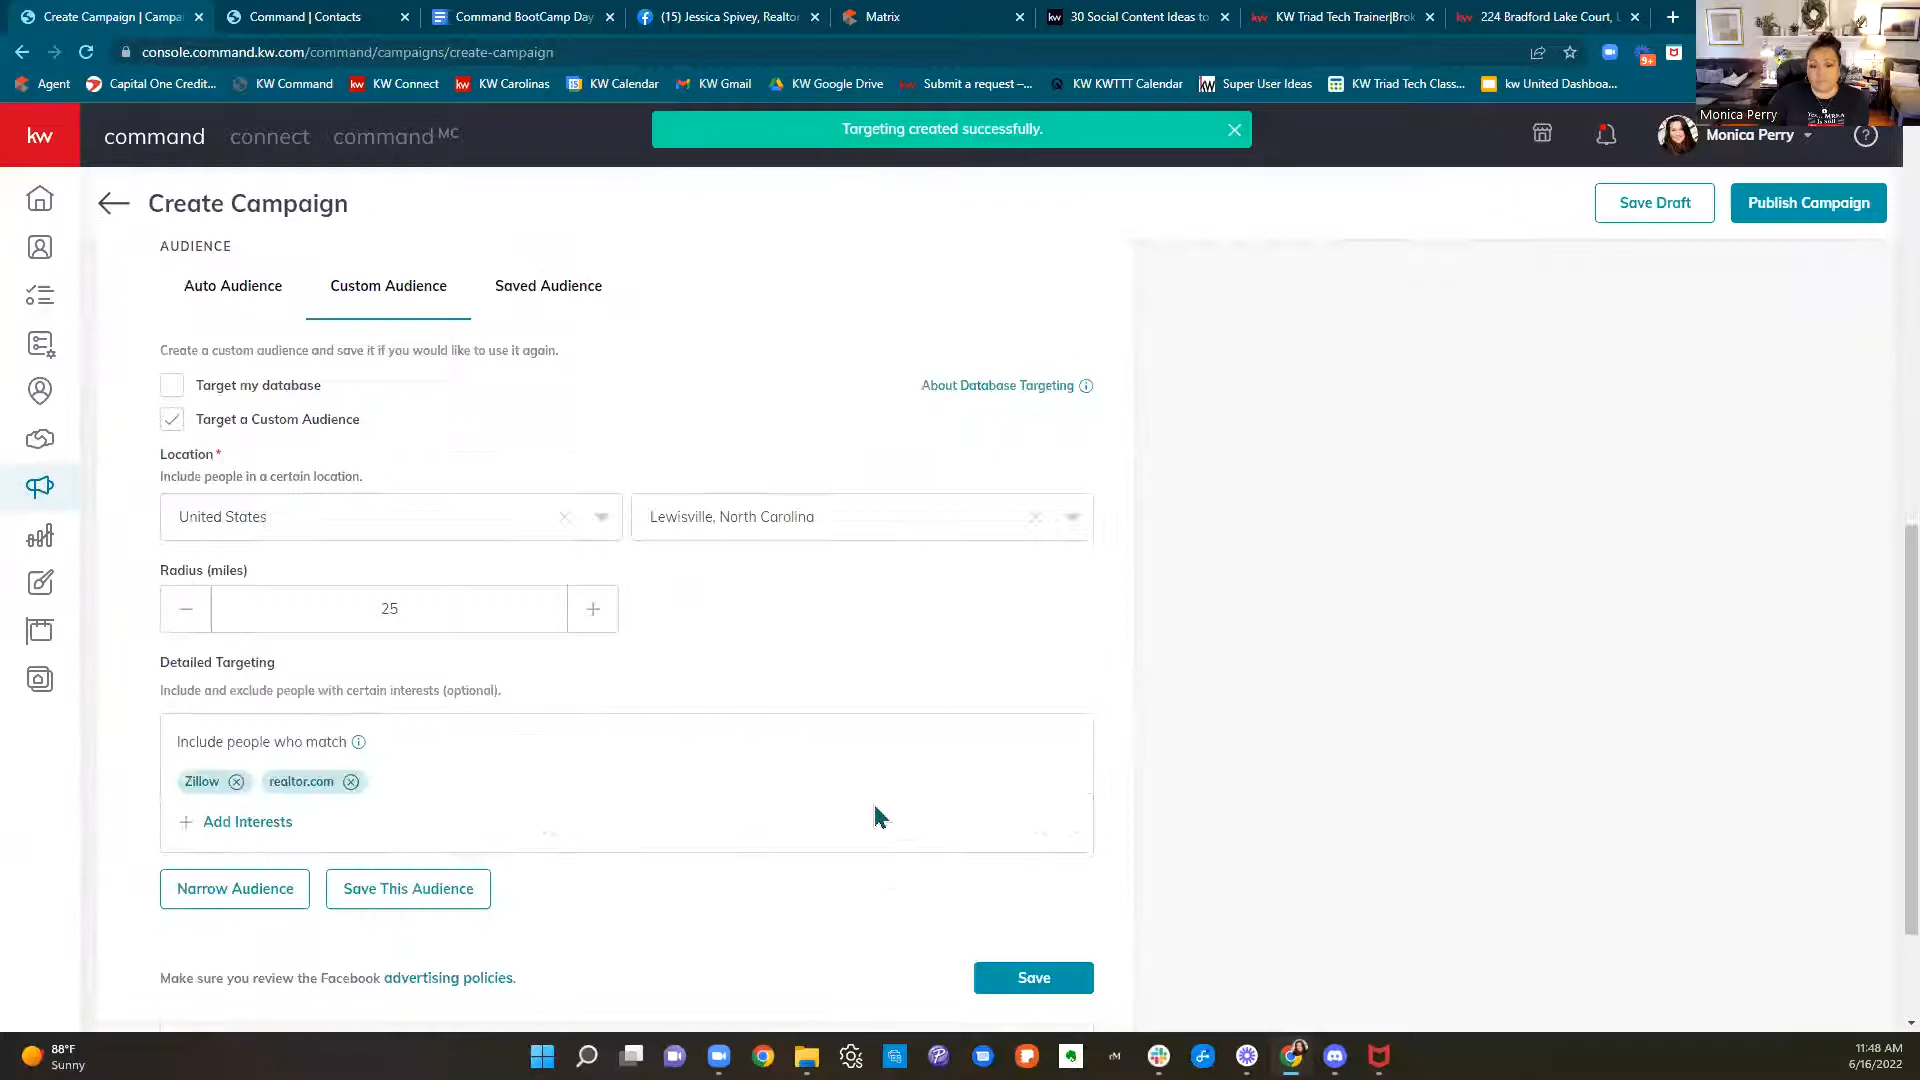 Create Campaign | Campai
Command | Contacts
Command BootCamp Day
(15) Jessica Spivey, Realtor
Matrix
30 Social Content Ideas to
KW Triad Tech Trainer|Brok
224 Bradford Lake Court, L
console.command.kw.com/command/campaigns/create-campaign
9+
Agent
Capital One Credit...
KW Command
KW Connect
KW Carolinas
KW Calendar
KW Gmail
KW Google Drive
Submit a request –...
KW KWTTT Calendar
Super User Ideas
KW Triad Tech Class...
kw United Dashboa...
Monica Perry
kw
command
connect
command MC
Targeting created successfully.
Monica Perry
Create Campaign
Save Draft
Publish Campaign
AUDIENCE
Auto Audience
Custom Audience
Saved Audience
Create a custom audience and save it if you would like to use it again.
Target my database
About Database Targeting
Target a Custom Audience
Location*
Include people in a certain location.
United States
Lewisville, North Carolina
Radius (miles)
25
Detailed Targeting
Include and exclude people with certain interests (optional).
Include people who match
Zillow
realtor.com
Add Interests
Narrow Audience
Save This Audience
Make sure you review the Facebook advertising policies.
Save
88°F
Sunny
rM
11:48 AM
6/16/2022